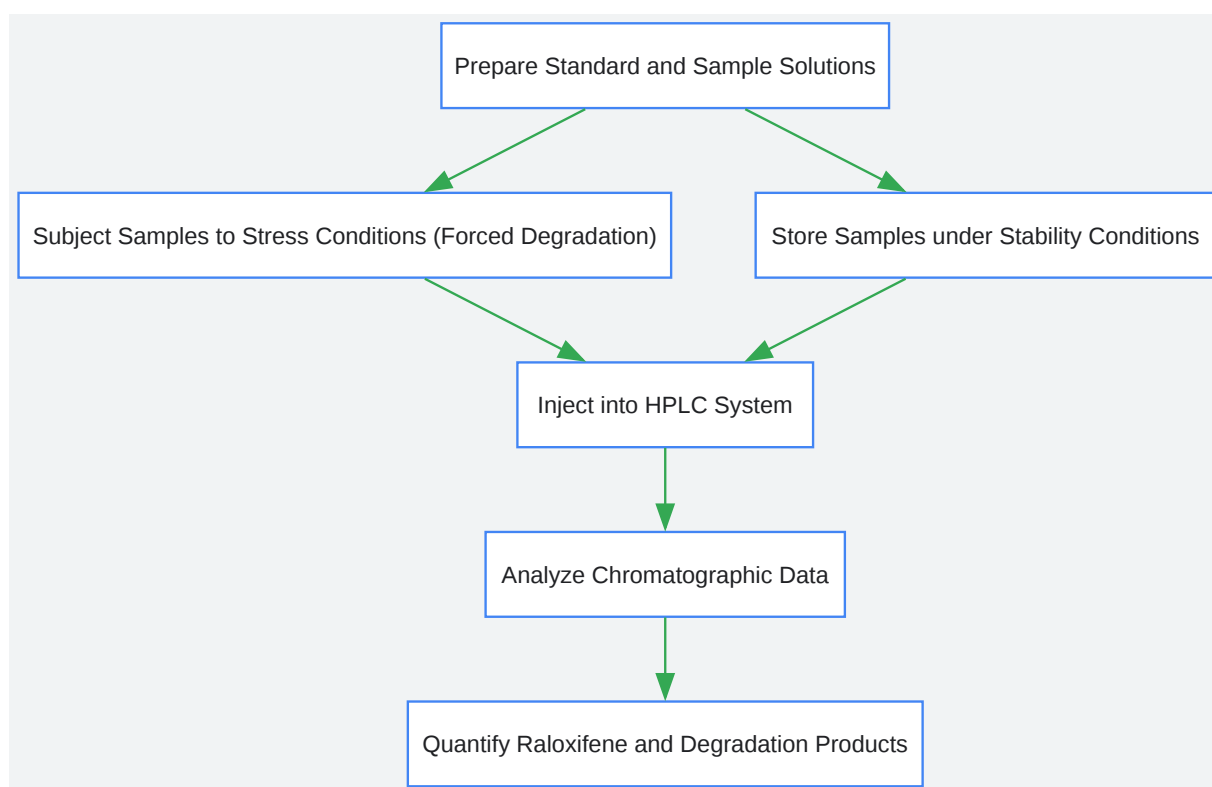 Prepare Standard and Sample Solutions
Subject Samples to Stress Conditions (Forced Degradation)
Store Samples under Stability Conditions
Inject into HPLC System
Analyze Chromatographic Data
Quantify Raloxifene and Degradation Products